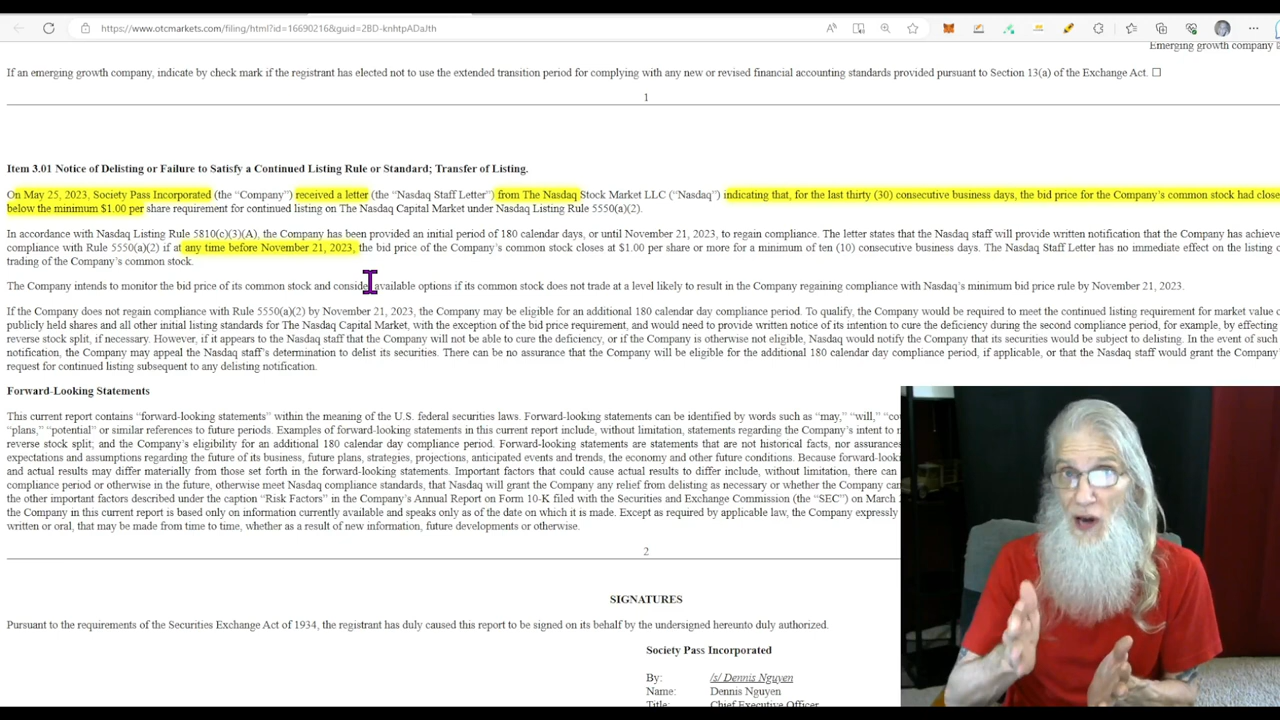 https://www.otcmarkets.com/filing/html?id=16690216&guid=2BD-knhtpADaJth
Emerging growth company ☐
If an emerging growth company, indicate by check mark if the registrant has elected not to use the extended transition period for complying with any new or revised financial accounting standards provided pursuant to Section 13(a) of the Exchange Act. ☐
1
Item 3.01 Notice of Delisting or Failure to Satisfy a Continued Listing Rule or Standard; Transfer of Listing.
On May 25, 2023, Society Pass Incorporated (the “Company”) received a letter (the “Nasdaq Staff Letter”) from The Nasdaq Stock Market LLC (“Nasdaq”) indicating that, for the last thirty (30) consecutive business days, the bid price for the Company’s common stock had close
below the minimum $1.00 per share requirement for continued listing on The Nasdaq Capital Market under Nasdaq Listing Rule 5550(a)(2).
In accordance with Nasdaq Listing Rule 5810(c)(3)(A), the Company has been provided an initial period of 180 calendar days, or until November 21, 2023, to regain compliance. The letter states that the Nasdaq staff will provide written notification that the Company has achieve
compliance with Rule 5550(a)(2) if at any time before November 21, 2023, the bid price of the Company’s common stock closes at $1.00 per share or more for a minimum of ten (10) consecutive business days. The Nasdaq Staff Letter has no immediate effect on the listing o
trading of the Company’s common stock.
The Company intends to monitor the bid price of its common stock and consider available options if its common stock does not trade at a level likely to result in the Company regaining compliance with Nasdaq’s minimum bid price rule by November 21, 2023.
If the Company does not regain compliance with Rule 5550(a)(2) by November 21, 2023, the Company may be eligible for an additional 180 calendar day compliance period. To qualify, the Company would be required to meet the continued listing requirement for market value o
publicly held shares and all other initial listing standards for The Nasdaq Capital Market, with the exception of the bid price requirement, and would need to provide written notice of its intention to cure the deficiency during the second compliance period, for example, by effecting
reverse stock split, if necessary. However, if it appears to the Nasdaq staff that the Company will not be able to cure the deficiency, or if the Company is otherwise not eligible, Nasdaq would notify the Company that its securities would be subject to delisting. In the event of such
notification, the Company may appeal the Nasdaq staff’s determination to delist its securities. There can be no assurance that the Company will be eligible for the additional 180 calendar day compliance period, if applicable, or that the Nasdaq staff would grant the Company
request for continued listing subsequent to any delisting notification.
Forward-Looking Statements
This current report contains “forward-looking statements” within the meaning of the U.S. federal securities laws. Forward-looking statements can be identified by words such as “may,” “will,” “cou
“plans,” “potential” or similar references to future periods. Examples of forward-looking statements in this current report include, without limitation, statements regarding the Company’s intent to r
reverse stock split; and the Company’s eligibility for an additional 180 calendar day compliance period. Forward-looking statements are statements that are not historical facts, nor assurances
expectations and assumptions regarding the future of its business, future plans, strategies, projections, anticipated events and trends, the economy and other future conditions. Because forward-look
and actual results may differ materially from those set forth in the forward-looking statements. Important factors that could cause actual results to differ include, without limitation, there can
compliance period or otherwise in the future, otherwise meet Nasdaq compliance standards, that Nasdaq will grant the Company any relief from delisting as necessary or whether the Company can
the other important factors described under the caption “Risk Factors” in the Company’s Annual Report on Form 10-K filed with the Securities and Exchange Commission (the “SEC”) on March
the Company in this current report is based only on information currently available and speaks only as of the date on which it is made. Except as required by applicable law, the Company expressly
written or oral, that may be made from time to time, whether as a result of new information, future developments or otherwise.
2
SIGNATURES
Pursuant to the requirements of the Securities Exchange Act of 1934, the registrant has duly caused this report to be signed on its behalf by the undersigned hereunto duly authorized.
Society Pass Incorporated
By: /s/ Dennis Nguyen
Name: Dennis Nguyen
Title: Chief Executive Officer